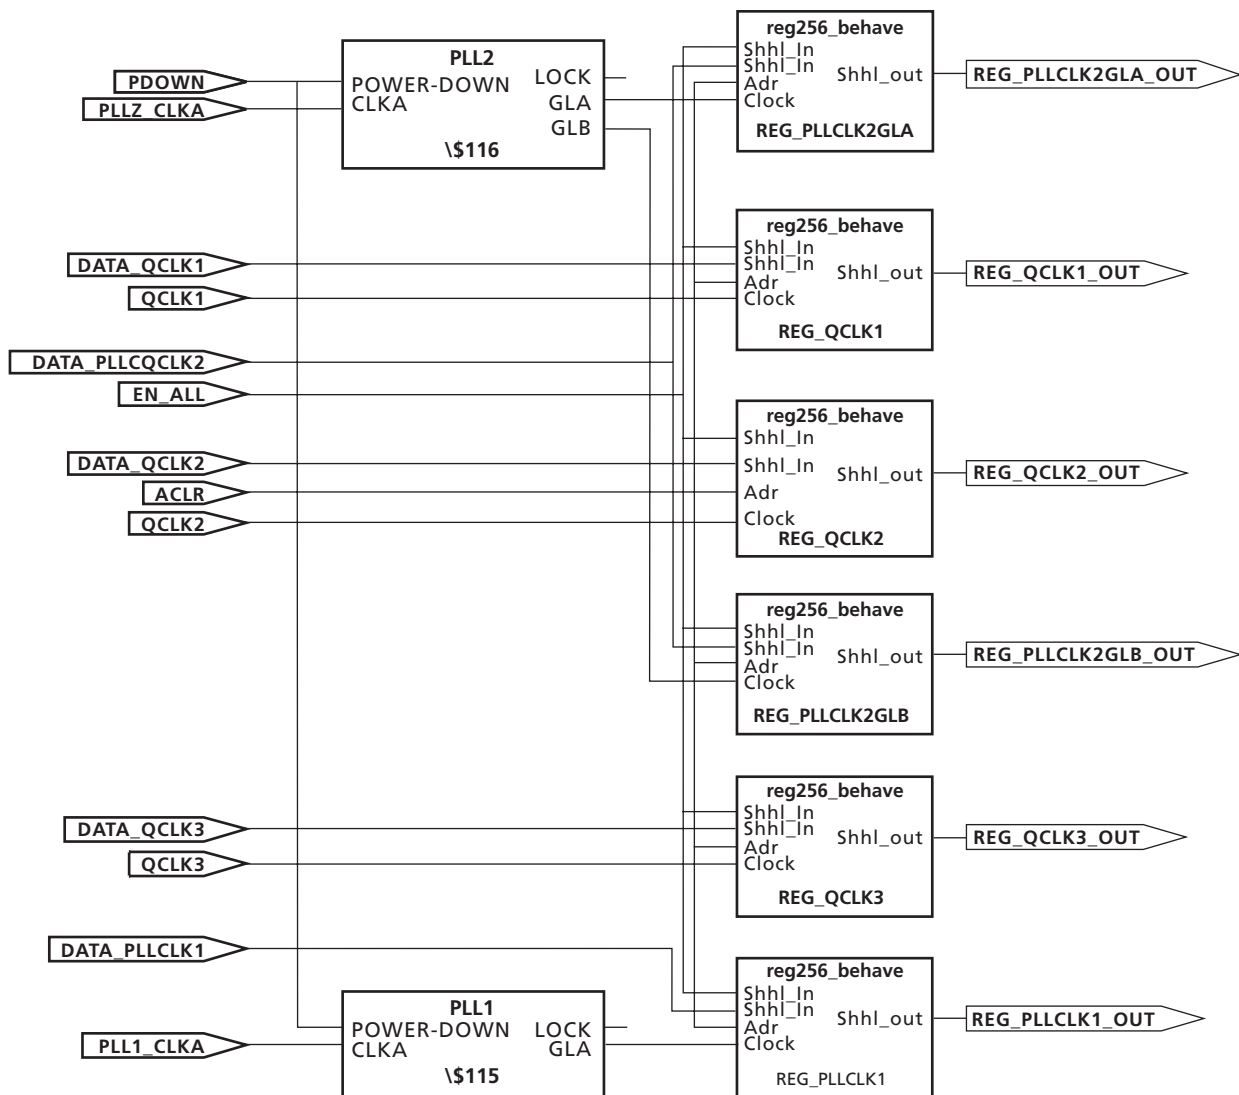 PDOWN
PLLZ_CLKA
PLL2
POWER-DOWN
CLKA
LOCK
GLA
GLB
\$116
reg256_behave
Shhl_In
Shhl_In
Adr
Clock
Shhl_out
REG_PLLCLK2GLA
REG_PLLCLK2GLA_OUT
DATA_QCLK1
QCLK1
reg256_behave
Shhl_In
Shhl_In
Adr
Clock
Shhl_out
REG_QCLK1
REG_QCLK1_OUT
DATA_PLLCQCLK2
EN_ALL
DATA_QCLK2
ACLR
QCLK2
reg256_behave
Shhl_In
Shhl_In
Adr
Clock
Shhl_out
REG_QCLK2
REG_QCLK2_OUT
reg256_behave
Shhl_In
Shhl_In
Adr
Clock
Shhl_out
REG_PLLCLK2GLB
REG_PLLCLK2GLB_OUT
DATA_QCLK3
QCLK3
reg256_behave
Shhl_In
Shhl_In
Adr
Clock
Shhl_out
REG_QCLK3
REG_QCLK3_OUT
DATA_PLLCLK1
PLL1_CLKA
PLL1
POWER-DOWN
CLKA
LOCK
GLA
\$115
reg256_behave
Shhl_In
Shhl_In
Adr
Clock
Shhl_out
REG_PLLCLK1
REG_PLLCLK1_OUT